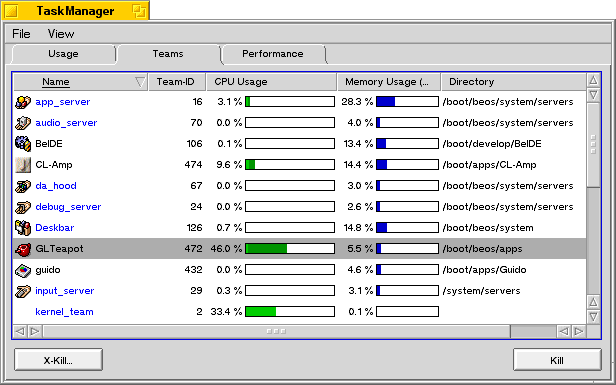 TaskManager
File View
Usage Teams Performance
Name Team-ID CPU Usage Memory Usage (... Directory
app_server 16 3.1 % 28.3 % /boot/beos/system/servers
audio_server 70 0.0 % 4.0 % /boot/beos/system/servers
BeIDE 106 0.1 % 13.4 % /boot/develop/BeIDE
CL-Amp 474 9.6 % 14.4 % /boot/apps/CL-Amp
da_hood 67 0.0 % 3.0 % /boot/beos/system/servers
debug_server 24 0.0 % 2.6 % /boot/beos/system/servers
Deskbar 126 0.7 % 14.8 % /boot/beos/system
GLTeapot 472 46.0 % 5.5 % /boot/beos/apps
guido 432 0.0 % 4.6 % /boot/apps/Guido
input_server 29 0.3 % 3.1 % /system/servers
kernel_team 2 33.4 % 0.1 %
X-Kill... Kill